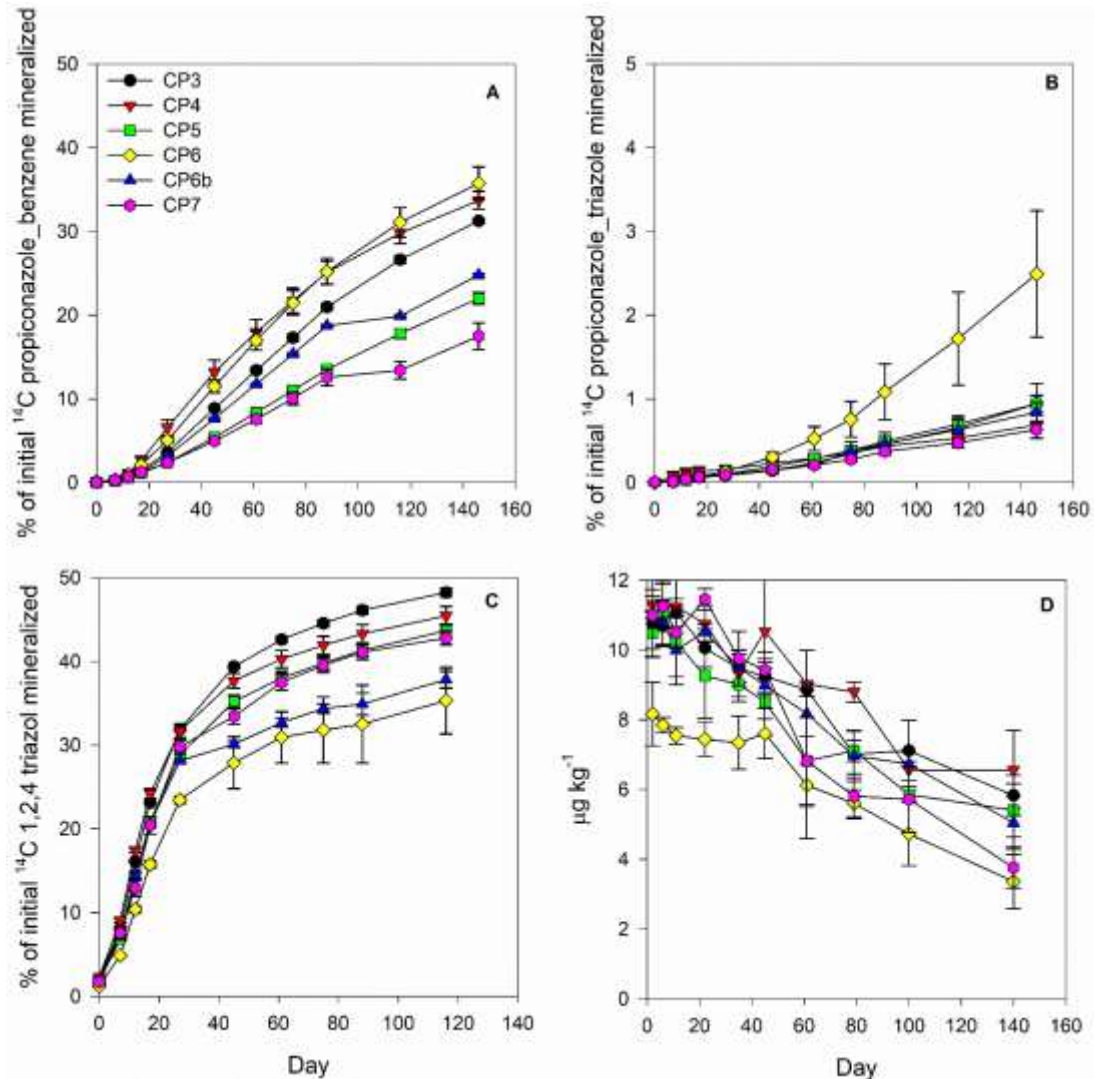 % of initial ¹⁴C propiconazole_benzene mineralized
50
40
30
20
10
0
0 20 40 60 80 100 120 140 160
A
CP3
CP4
CP5
CP6
CP6b
CP7
% of initial ¹⁴C propiconazole_triazole mineralized
5
4
3
2
1
0
0 20 40 60 80 100 120 140 160
B
% of initial ¹⁴C 1,2,4 triazol mineralized
50
40
30
20
10
0
0 20 40 60 80 100 120 140
Day
C
µg kg⁻¹
12
10
8
6
4
2
0
0 20 40 60 80 100 120 140 160
Day
D